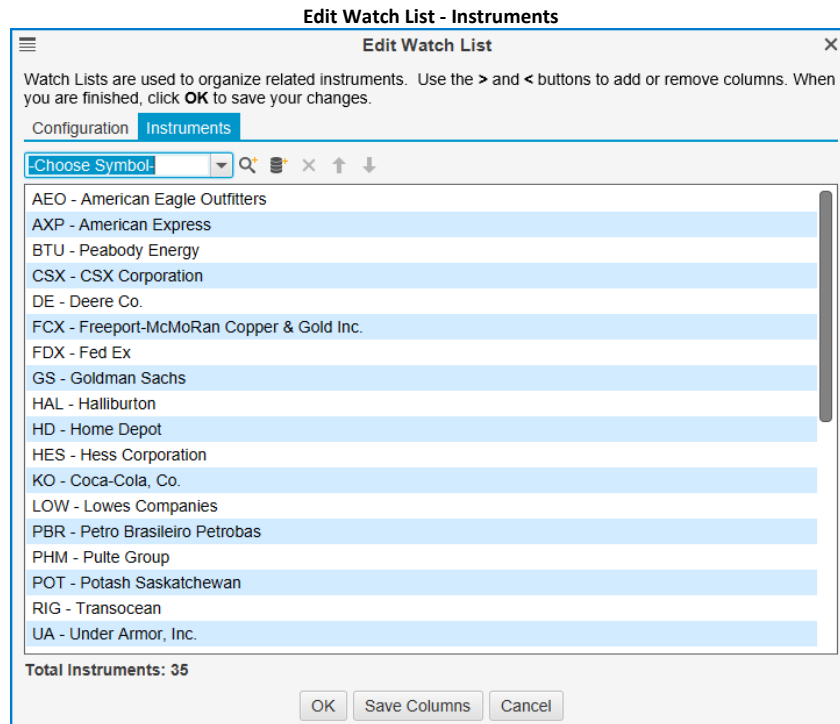 Edit Watch List - Instruments
Edit Watch List
Watch Lists are used to organize related instruments. Use the > and < buttons to add or remove columns. When
you are finished, click OK to save your changes.
Configuration Instruments
-Choose Symbol-
AEO - American Eagle Outfitters
AXP - American Express
BTU - Peabody Energy
CSX - CSX Corporation
DE - Deere Co.
FCX - Freeport-McMoRan Copper & Gold Inc.
FDX - Fed Ex
GS - Goldman Sachs
HAL - Halliburton
HD - Home Depot
HES - Hess Corporation
KO - Coca-Cola, Co.
LOW - Lowes Companies
PBR - Petro Brasileiro Petrobas
PHM - Pulte Group
POT - Potash Saskatchewan
RIG - Transocean
UA - Under Armor, Inc.
Total Instruments: 35
OK Save Columns Cancel